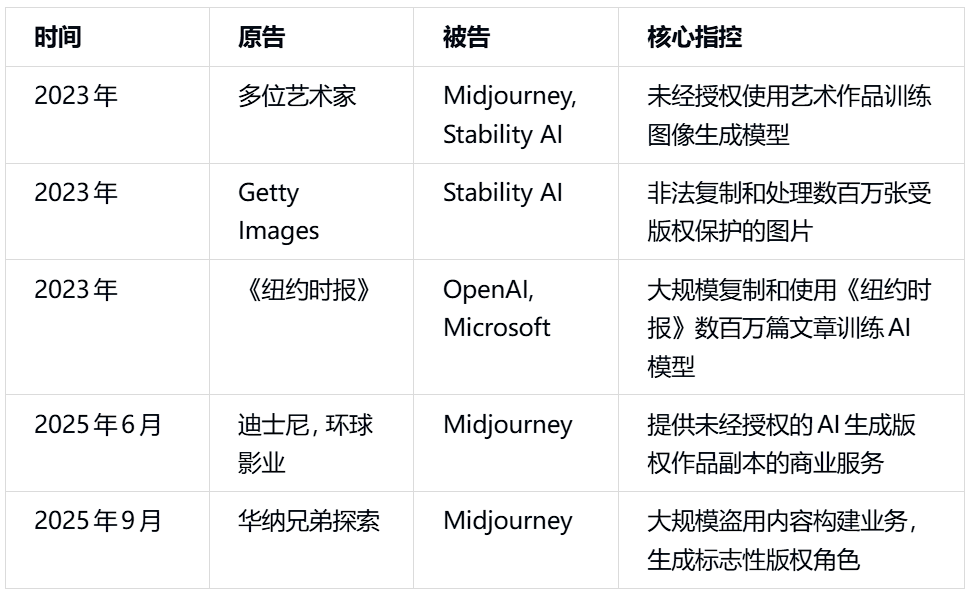 时间 原告 被告 核心指控
2023年 多位艺术家 Midjourney, 未经授权使用艺术作品训练
Stability AI 图像生成模型
2023年 Getty Stability AI 非法复制和处理数百万张受
Images 版权保护的图片
2023年 《纽约时报》 OpenAI, 大规模复制和使用《纽约时
Microsoft 报》数百万篇文章训练AI
模型
2025年6月 迪士尼, 环球 Midjourney 提供未经授权的AI生成版
影业 权作品副本的商业服务
2025年9月 华纳兄弟探索 Midjourney 大规模盗用内容构建业务,
生成标志性版权角色